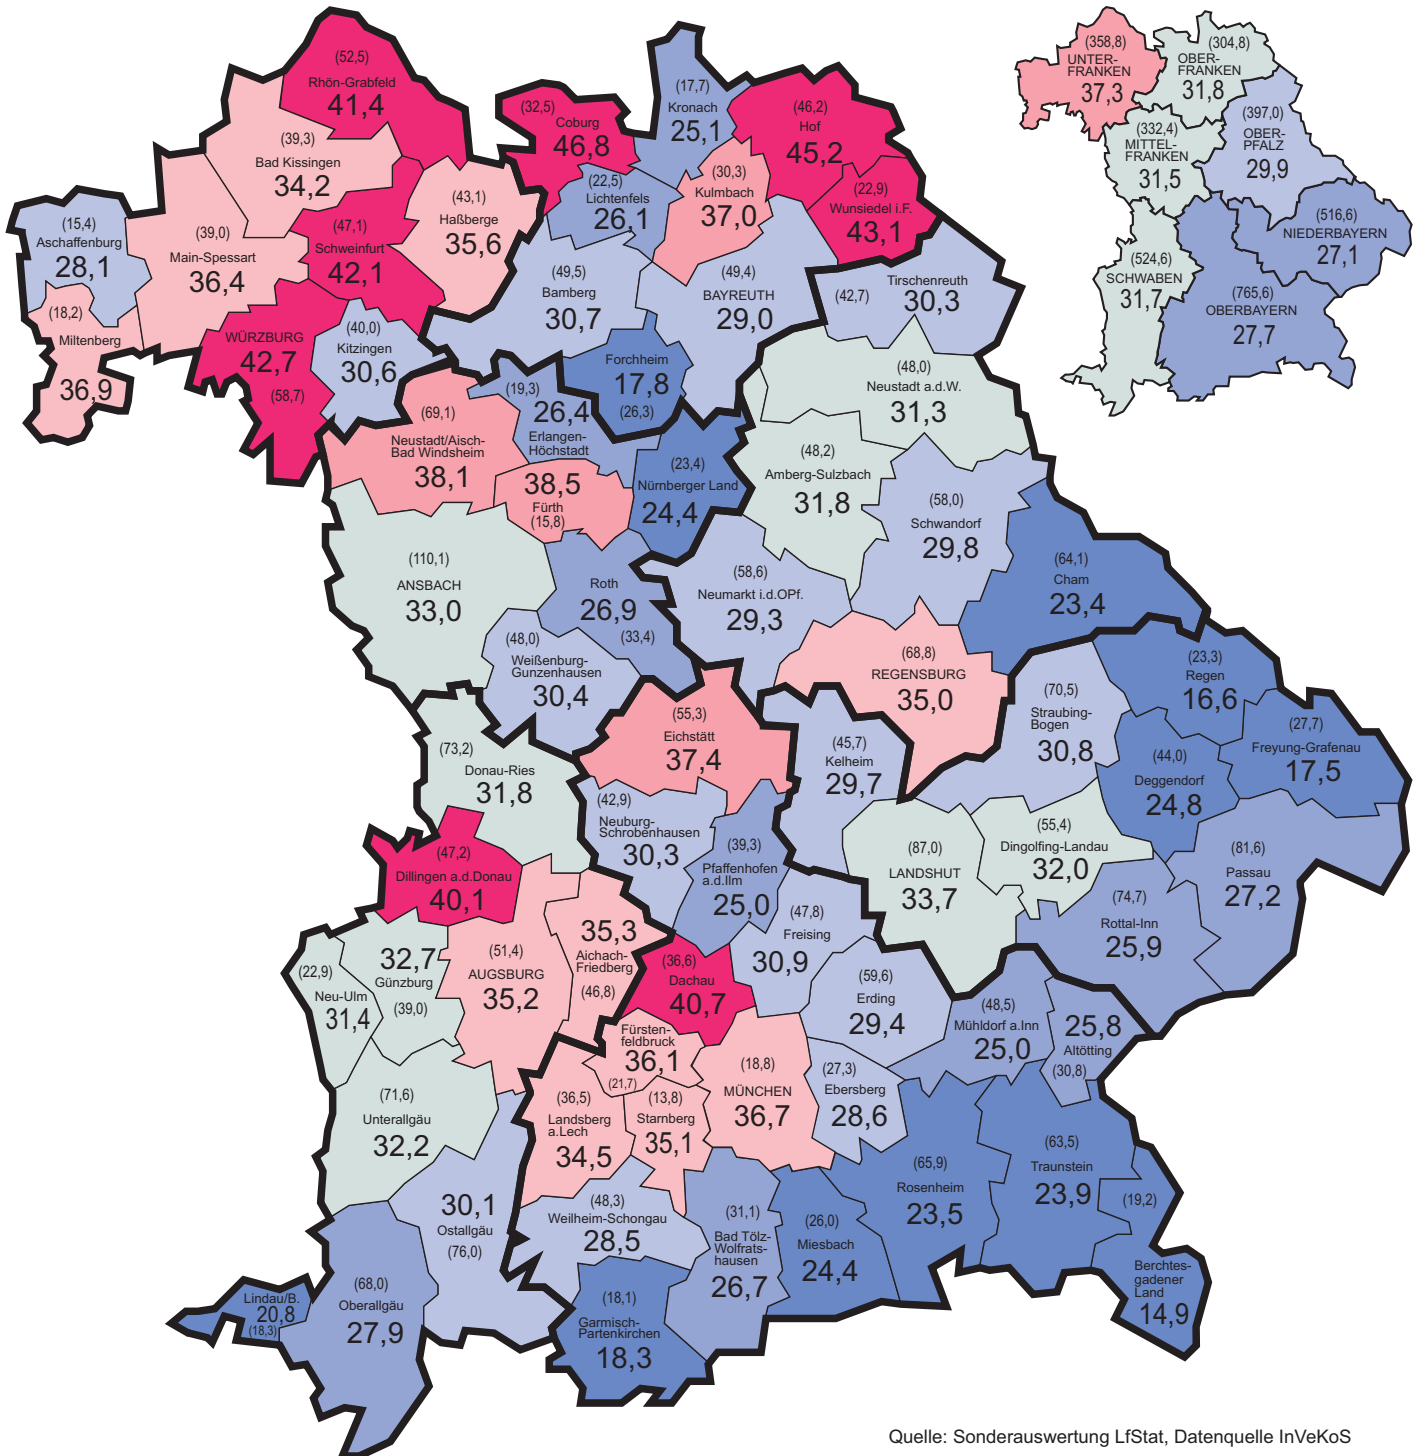 (52,5)
Rhön-Grabfeld
41,4
(39,3)
Bad Kissingen
34,2
(15,4)
Aschaffenburg
28,1
(39,0)
Main-Spessart
36,4
(47,1)
Schweinfurt
42,1
(43,1)
Haßberge
35,6
(18,2)
Miltenberg
36,9
WÜRZBURG
42,7
(58,7)
(40,0)
Kitzingen
30,6
(32,5)
Coburg
46,8
(17,7)
Kronach
25,1
(46,2)
Hof
45,2
(22,5)
Lichtenfels
26,1
(30,3)
Kulmbach
37,0
(22,9)
Wunsiedel i.F.
43,1
(49,5)
Bamberg
30,7
(49,4)
BAYREUTH
29,0
Forchheim
17,8
(26,3)
(42,7)
Tirschenreuth
30,3
(48,0)
Neustadt a.d.W.
31,3
(48,2)
Amberg-Sulzbach
31,8
(58,0)
Schwandorf
29,8
(64,1)
Cham
23,4
(58,6)
Neumarkt i.d.OPf.
29,3
(68,8)
REGENSBURG
35,0
(69,1)
Neustadt/Aisch-
Bad Windsheim
38,1
(19,3)
26,4
Erlangen-
Höchstadt
38,5
Fürth
(15,8)
(23,4)
Nürnberger Land
24,4
(110,1)
ANSBACH
33,0
Roth
26,9
(33,4)
(48,0)
Weißenburg-
Gunzenhausen
30,4
(23,3)
Regen
16,6
(70,5)
Straubing-
Bogen
30,8
(27,7)
Freyung-Grafenau
17,5
(44,0)
Deggendorf
24,8
(45,7)
Kelheim
29,7
(87,0)
LANDSHUT
33,7
(55,4)
Dingolfing-Landau
32,0
(81,6)
Passau
27,2
(74,7)
Rottal-Inn
25,9
(73,2)
Donau-Ries
31,8
(47,2)
Dillingen a.d.Donau
40,1
32,7
Günzburg
(39,0)
(22,9)
Neu-Ulm
31,4
(51,4)
AUGSBURG
35,2
35,3
Aichach-
Friedberg
(46,8)
(71,6)
Unterallgäu
32,2
30,1
Ostallgäu
(76,0)
(68,0)
Oberallgäu
27,9
Lindau/B.
20,8
(18,3)
(55,3)
Eichstätt
37,4
(42,9)
Neuburg-
Schrobenhausen
30,3
(39,3)
Pfaffenhofen
a.d.Ilm
25,0
(47,8)
Freising
30,9
(36,6)
Dachau
40,7
(59,6)
Erding
29,4
(48,5)
Mühldorf a.Inn
25,0
25,8
Altötting
(30,8)
Fürsten-
feldbruck
36,1
(21,7)
(18,8)
MÜNCHEN
36,7
(27,3)
Ebersberg
28,6
(36,5)
Landsberg
a.Lech
34,5
(13,8)
Starnberg
35,1
(48,3)
Weilheim-Schongau
28,5
(31,1)
Bad Tölz-
Wolfrats-
hausen
26,7
(26,0)
Miesbach
24,4
(65,9)
Rosenheim
23,5
(63,5)
Traunstein
23,9
(19,2)
Berchtes-
gadener
Land
14,9
(18,1)
Garmisch-
Partenkirchen
18,3
(358,8)
UNTER-
FRANKEN
37,3
(304,8)
OBER-
FRANKEN
31,8
(332,4)
MITTEL-
FRANKEN
31,5
(397,0)
OBER-
PFALZ
29,9
(516,6)
NIEDERBAYERN
27,1
(524,6)
SCHWABEN
31,7
(765,6)
OBERBAYERN
27,7
Quelle: Sonderauswertung LfStat, Datenquelle InVeKoS